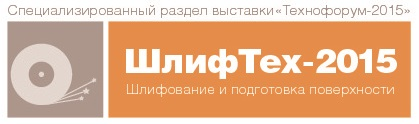 Специализированный раздел выставки«Технофорум-2015»
ШлифТех-2015
Шлифование и подготовка поверхности